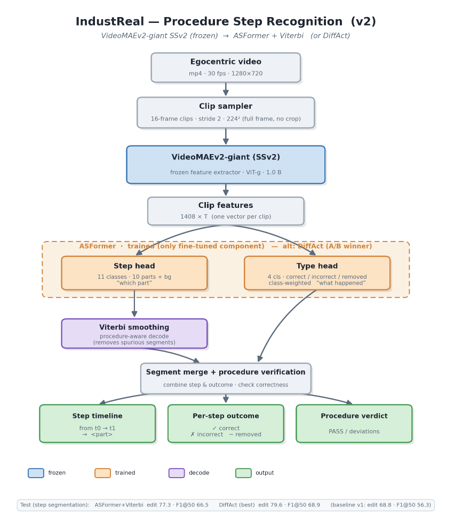 IndustReal — Procedure Step Recognition  (v2)
VideoMAEv2-giant SSv2 (frozen)  →  ASFormer + Viterbi   (or DiffAct)
Egocentric video
mp4 · 30 fps · 1280×720
Clip sampler
16-frame clips · stride 2 · 224² (full frame, no crop)
VideoMAEv2-giant (SSv2)
frozen feature extractor · ViT-g · 1.0 B
Clip features
1408 × T  (one vector per clip)
ASFormer  ·  trained (only fine-tuned component)   —  alt: DiffAct (A/B winner)
Step head
11 classes · 10 parts + bg
"which part"
Type head
4 cls · correct / incorrect / removed
class-weighted  "what happened"
Viterbi smoothing
procedure-aware decode
(removes spurious segments)
Segment merge + procedure verification
combine step & outcome · check correctness
Step timeline
from t0 → t1
→  <part>
Per-step outcome
✓ correct
✗ incorrect  − removed
Procedure verdict
PASS / deviations
frozen
trained
decode
output
Test (step segmentation):   ASFormer+Viterbi  edit 77.3 · F1@50 66.5      DiffAct (best)  edit 79.6 · F1@50 68.9      (baseline v1: edit 68.8 · F1@50 56.3)